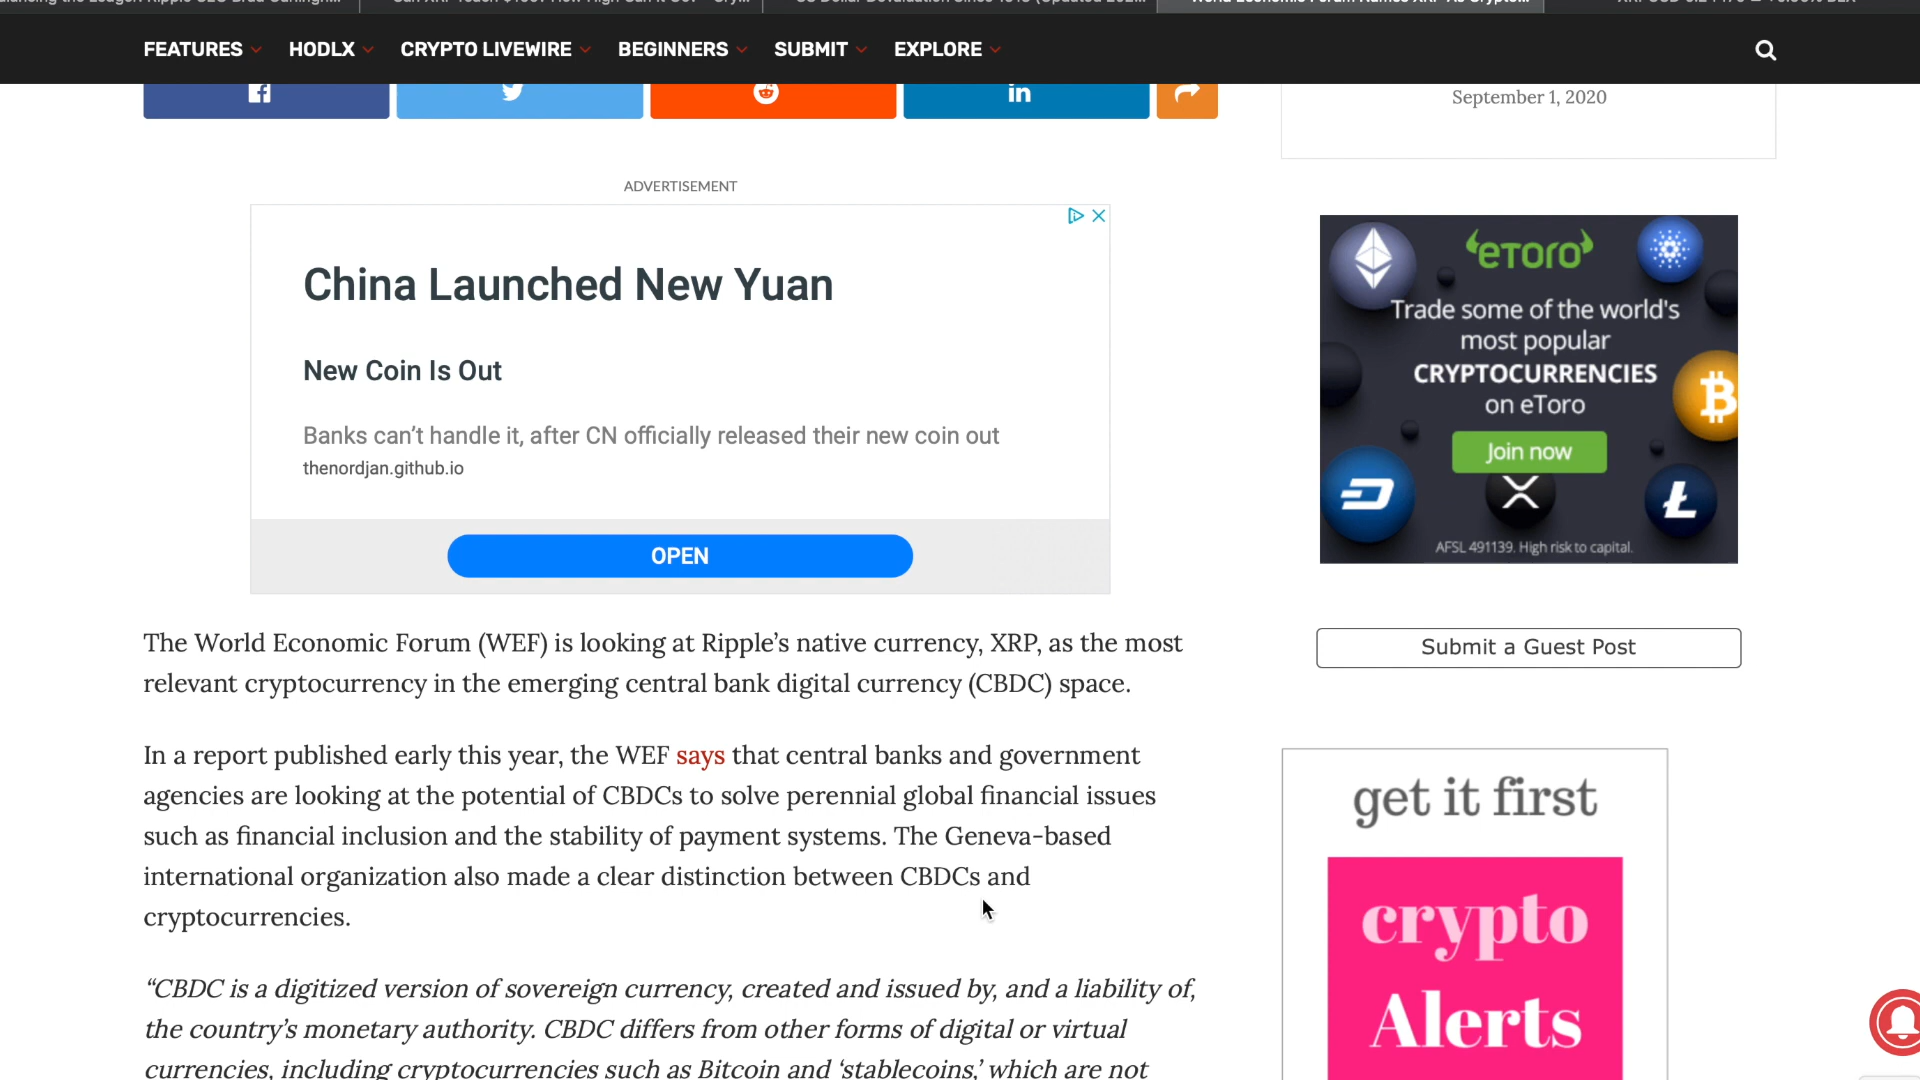 World Economic Forum Names XRP As Crypto...
FEATURES
HODLX
CRYPTO LIVEWIRE
BEGINNERS
SUBMIT
EXPLORE
September 1, 2020
ADVERTISEMENT
China Launched New Yuan
New Coin Is Out
Banks can't handle it, after CN officially released their new coin out
thenordjan.github.io
OPEN
eTORO
Trade some of the world's
most popular
CRYPTOCURRENCIES
on eToro
Join now
AFSL 491139. High risk to capital.
The World Economic Forum (WEF) is looking at Ripple's native currency, XRP, as the most
relevant cryptocurrency in the emerging central bank digital currency (CBDC) space.
Submit a Guest Post
In a report published early this year, the WEF says that central banks and government
agencies are looking at the potential of CBDCs to solve perennial global financial issues
such as financial inclusion and the stability of payment systems. The Geneva-based
international organization also made a clear distinction between CBDCs and
cryptocurrencies.
get it first
crypto
Alerts
“CBDC is a digitized version of sovereign currency, created and issued by, and a liability of,
the country's monetary authority. CBDC differs from other forms of digital or virtual
currencies, including cryptocurrencies such as Bitcoin and ‘stablecoins,’ which are not